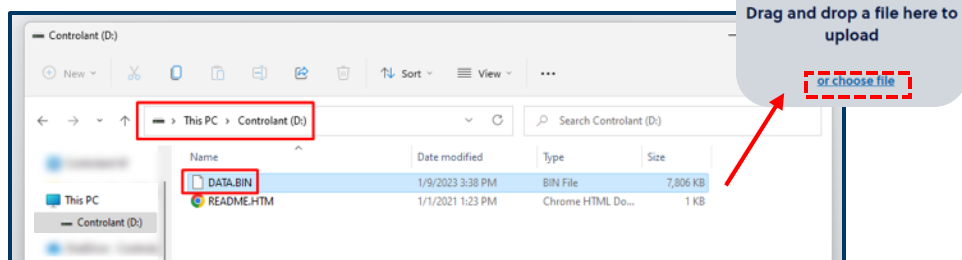 Drag and drop a file here to
upload
or choose file
Controlant (D:)
New Sort View ...
This PC > Controlant (D:) Search Controlant (D:)
Name Date modified Type Size
DATA.BIN 1/9/2023 3:38 PM BIN File 7,806 KB
README.HTM 1/1/2021 1:23 PM Chrome HTML Do... 1 KB
This PC
Controlant (D:)